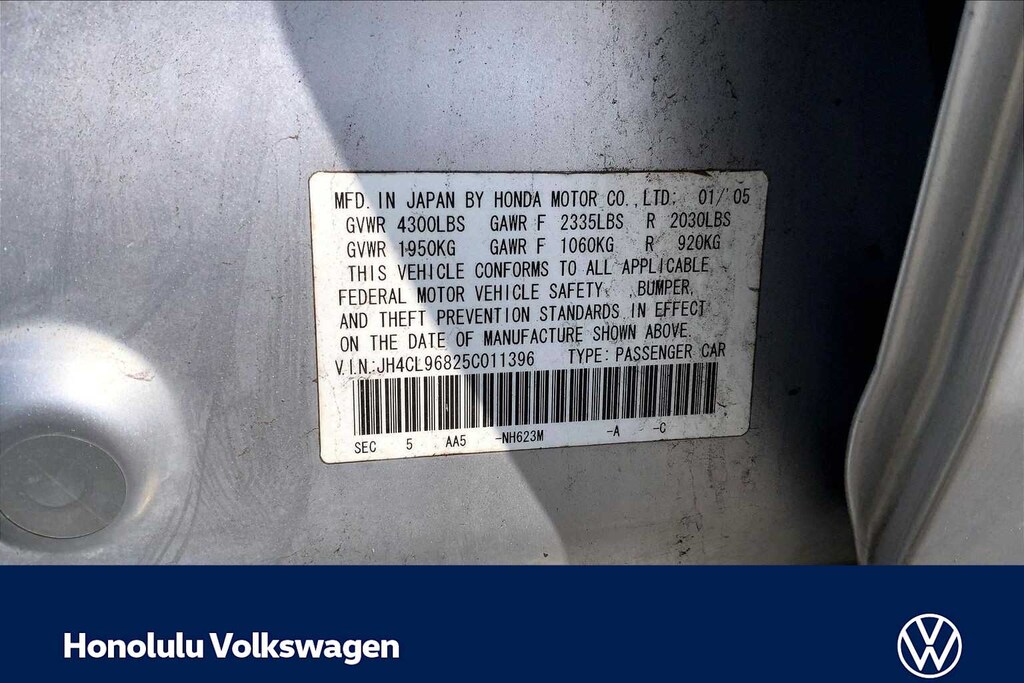 MFD. IN JAPAN BY HONDA MOTOR CO.,LTD; 01/'05
GVWR 4300LBS GAWR F 2335LBS R 2030LBS
GVWR 1950KG GAWR F 1060KG R 920KG
THIS VEHICLE CONFORMS TO ALL APPLICABLE
FEDERAL MOTOR VEHICLE SAFETY, BUMPER,
AND THEFT PREVENTION STANDARDS IN EFFECT
ON THE DATE OF MANUFACTURE SHOWN ABOVE.
V.I.N.:JH4CL96825C011396 TYPE: PASSENGER CAR
SEC 5 AA5 -NH623M -A -C
Honolulu Volkswagen